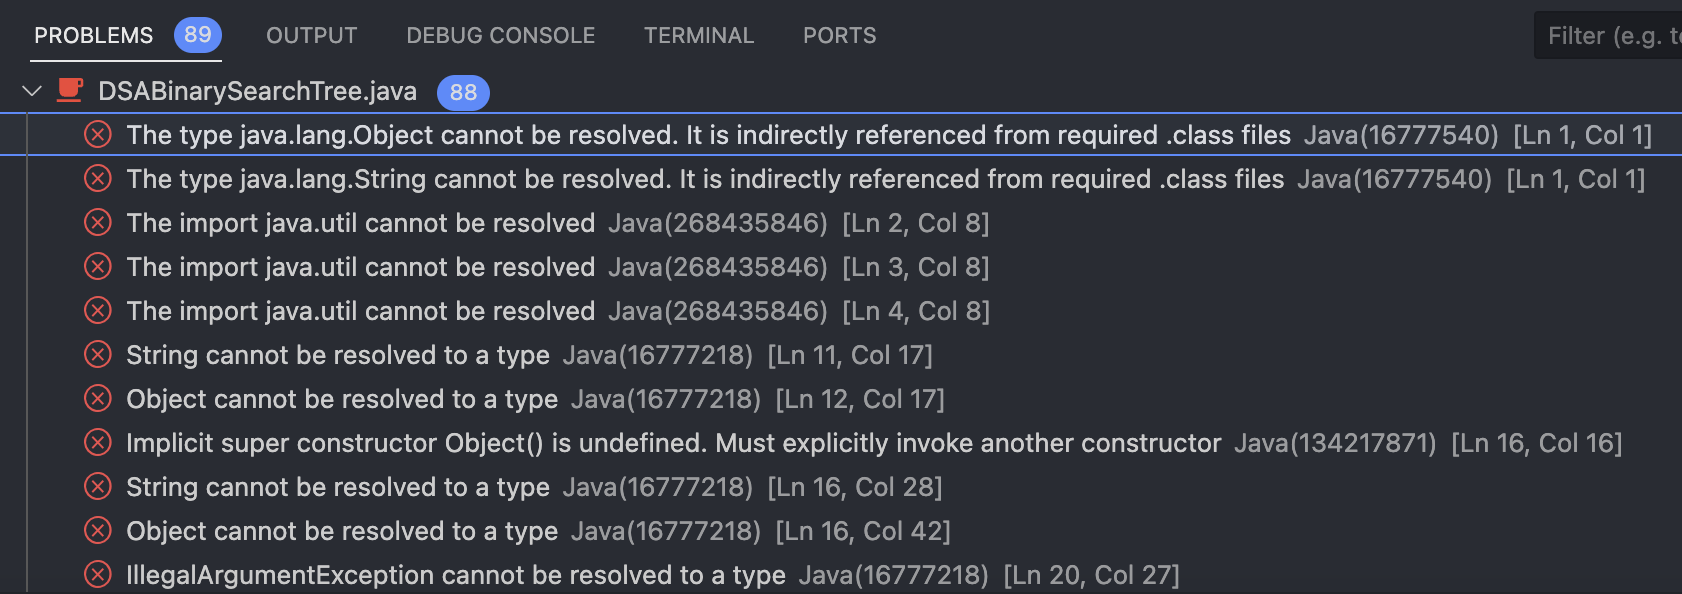 PROBLEMS 89 OUTPUT DEBUG CONSOLE TERMINAL PORTS Filter (e.g.
DSABinarySearchTree.java 88
The type java.lang.Object cannot be resolved. It is indirectly referenced from required .class files Java(16777540) [Ln 1, Col 1]
The type java.lang.String cannot be resolved. It is indirectly referenced from required .class files Java(16777540) [Ln 1, Col 1]
The import java.util cannot be resolved Java(268435846) [Ln 2, Col 8]
The import java.util cannot be resolved Java(268435846) [Ln 3, Col 8]
The import java.util cannot be resolved Java(268435846) [Ln 4, Col 8]
String cannot be resolved to a type Java(16777218) [Ln 11, Col 17]
Object cannot be resolved to a type Java(16777218) [Ln 12, Col 17]
Implicit super constructor Object() is undefined. Must explicitly invoke another constructor Java(134217871) [Ln 16, Col 16]
String cannot be resolved to a type Java(16777218) [Ln 16, Col 28]
Object cannot be resolved to a type Java(16777218) [Ln 16, Col 42]
IllegalArgumentException cannot be resolved to a type Java(16777218) [Ln 20, Col 27]